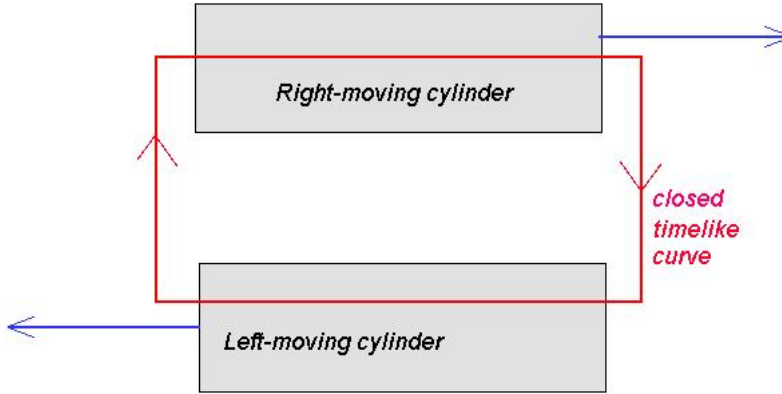 Right-moving cylinder
closed
timelike
curve
Left-moving cylinder